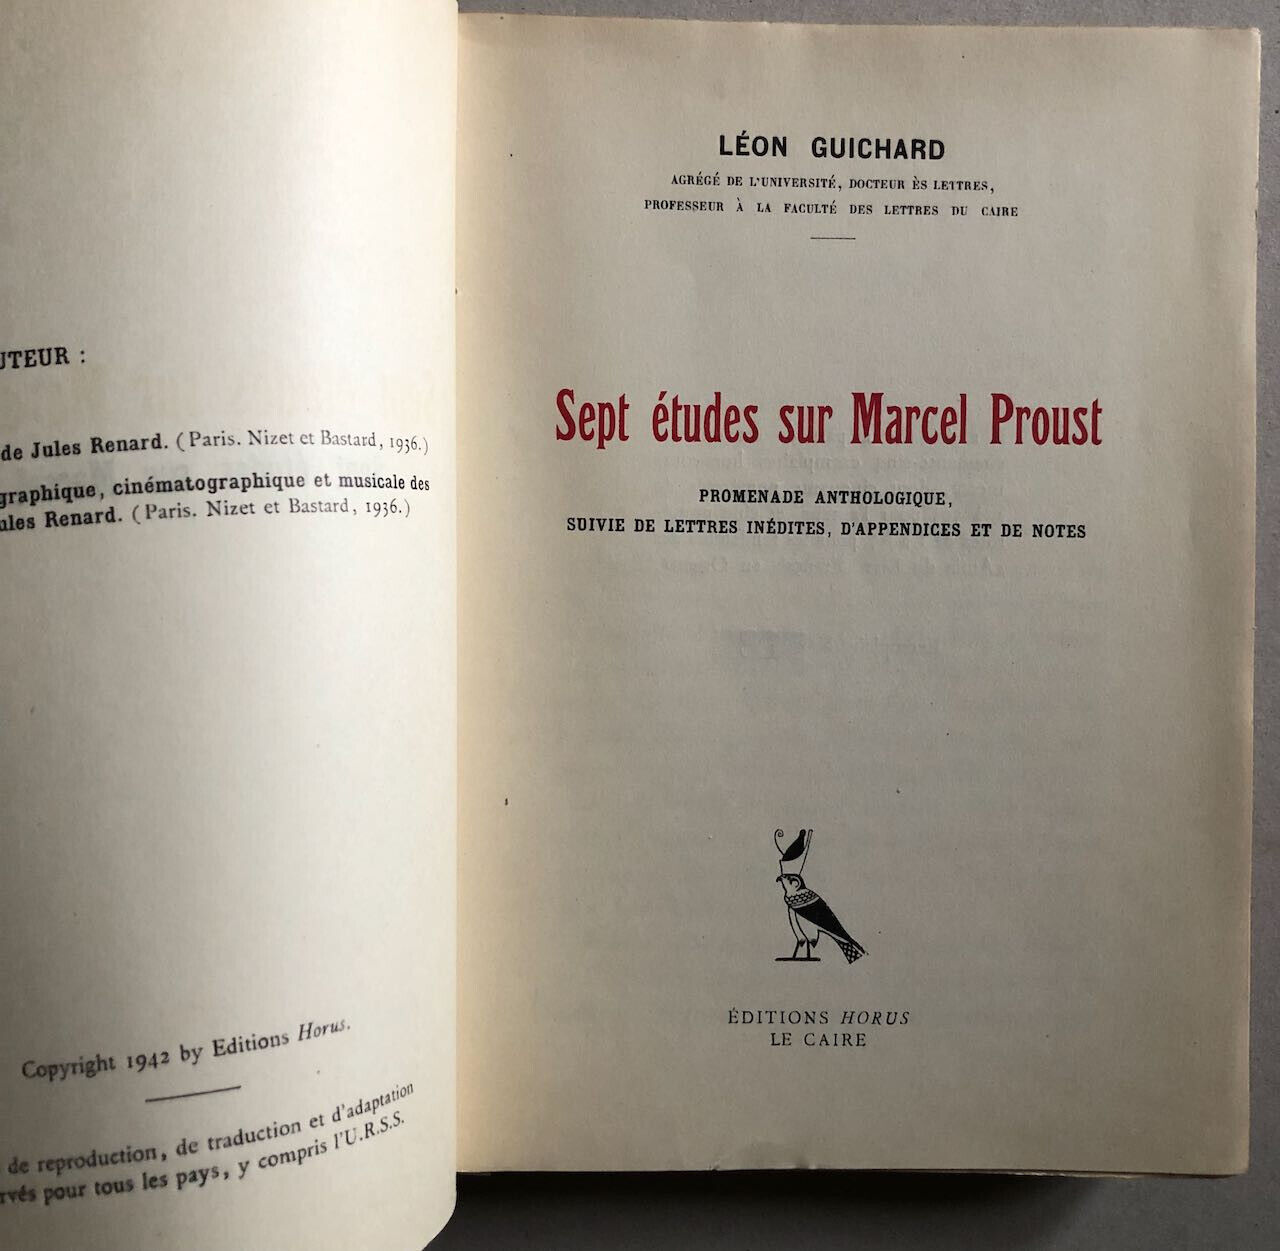 UTEUR :
de Jules Renard. (Paris. Nizet et Bastard, 1936.)
graphique, cinématographique et musicale des
ules Renard. (Paris. Nizet et Bastard, 1936.)
Copyright 1942 by Editions Horus.
de reproduction, de traduction et d'adaptation
rvés pour tous les pays, y compris l'U.R.S.S.
LÉON GUICHARD
AGRÉGÉ DE L'UNIVERSITÉ, DOCTEUR ÈS LETTRES,
PROFESSEUR À LA FACULTÉ DES LETTRES DU CAIRE
Sept études sur Marcel Proust
PROMENADE ANTHOLOGIQUE,
SUIVIE DE LETTRES INÉDITES, D'APPENDICES ET DE NOTES
ÉDITIONS HORUS
LE CAIRE